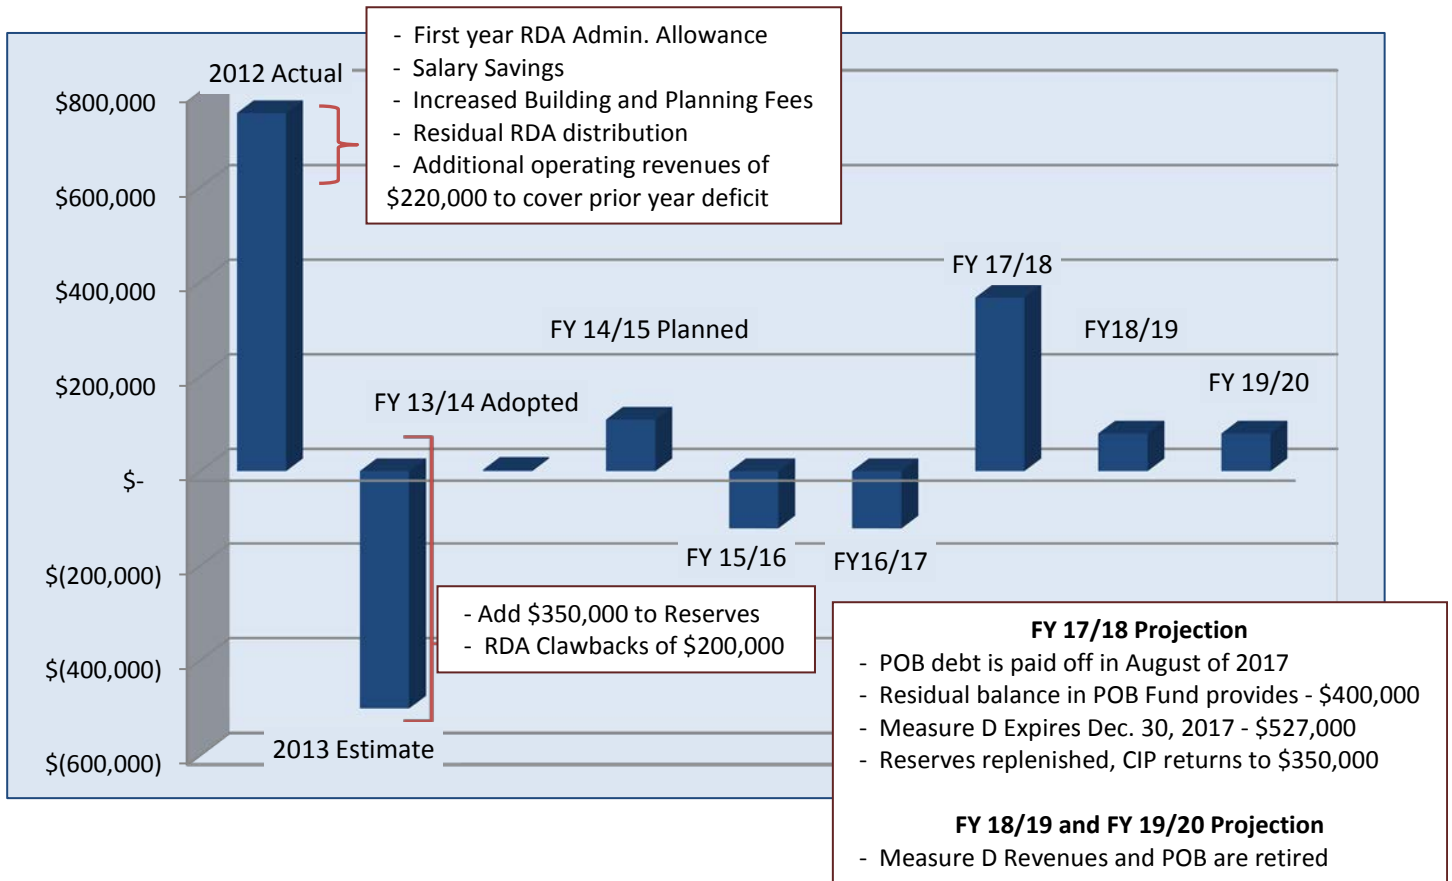 - First year RDA Admin. Allowance
- Salary Savings
- Increased Building and Planning Fees
- Residual RDA distribution
- Additional operating revenues of
$220,000 to cover prior year deficit
2012 Actual
$800,000
$600,000
$400,000
$200,000
$-
$(200,000)
$(400,000)
$(600,000)
FY 17/18
FY 14/15 Planned
FY18/19
FY 19/20
FY 13/14 Adopted
FY 15/16
FY16/17
- Add $350,000 to Reserves
- RDA Clawbacks of $200,000
2013 Estimate
FY 17/18 Projection
- POB debt is paid off in August of 2017
- Residual balance in POB Fund provides - $400,000
- Measure D Expires Dec. 30, 2017 - $527,000
- Reserves replenished, CIP returns to $350,000
FY 18/19 and FY 19/20 Projection
- Measure D Revenues and POB are retired